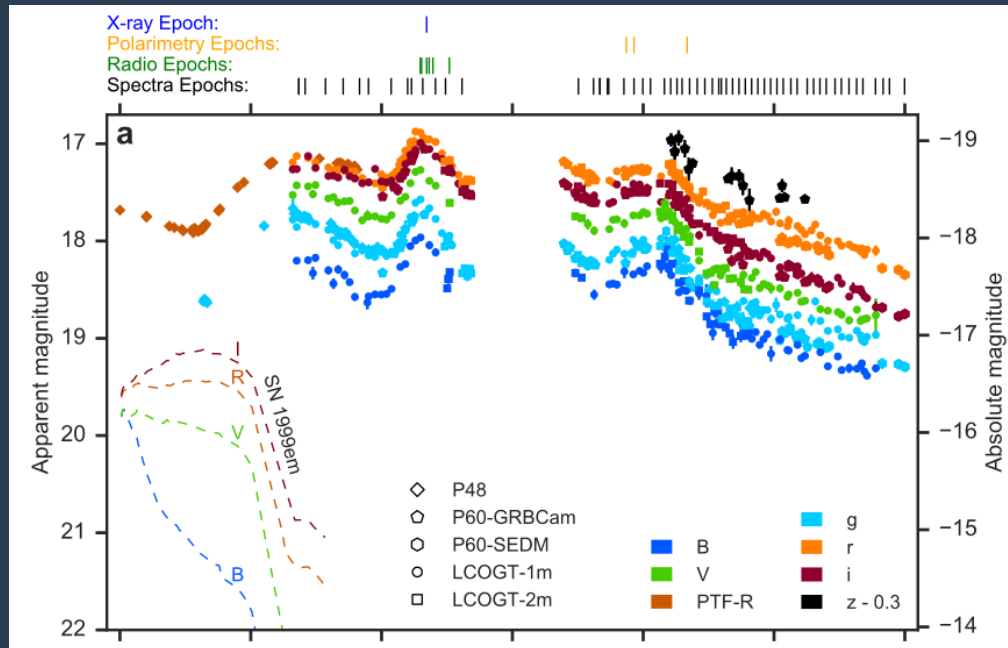 X-ray Epoch:
Polarimetry Epochs:
Radio Epochs:
Spectra Epochs:
a
17
18
19
20
21
22
Apparent magnitude
−19
−18
−17
−16
−15
−14
Absolute magnitude
I
R
V
B
SN 1999em
P48
P60-GRBCam
P60-SEDM
LCOGT-1m
LCOGT-2m
B
V
PTF-R
g
r
i
z - 0.3